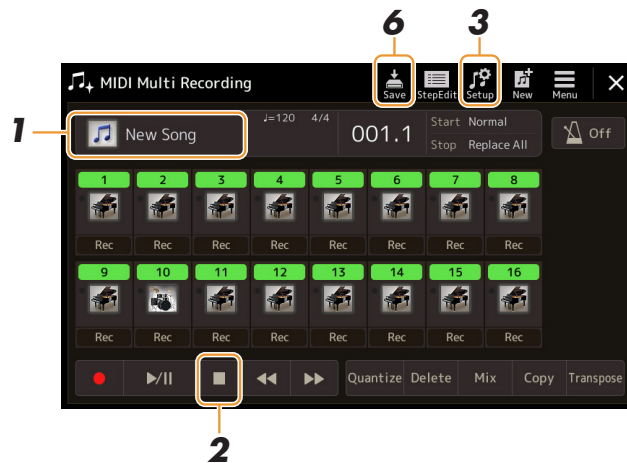 6 3
MIDI Multi Recording
Save StepEdit Setup New Menu
1
New Song
♩=120 4/4
001.1
Start Normal
Stop Replace All
Off
1 2 3 4 5 6 7 8
Rec Rec Rec Rec Rec Rec Rec Rec
9 10 11 12 13 14 15 16
Rec Rec Rec Rec Rec Rec Rec Rec
Quantize Delete Mix Copy Transpose
2